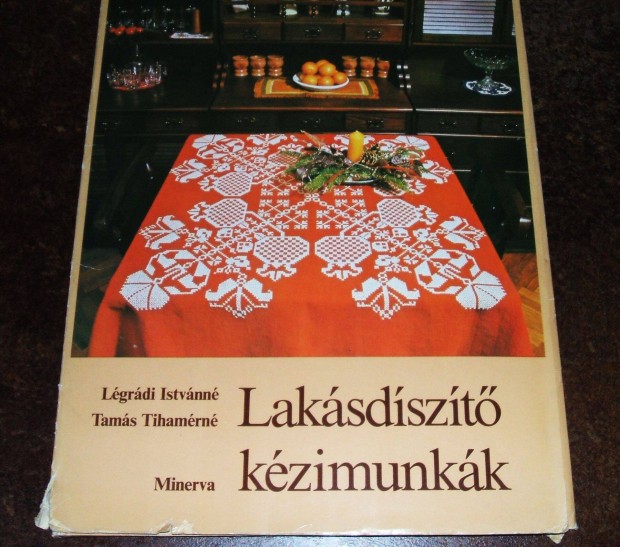 Légrádi Istvánné
Tamás Tihamérné
Lakásdíszítő
Minerva
kézimunkák